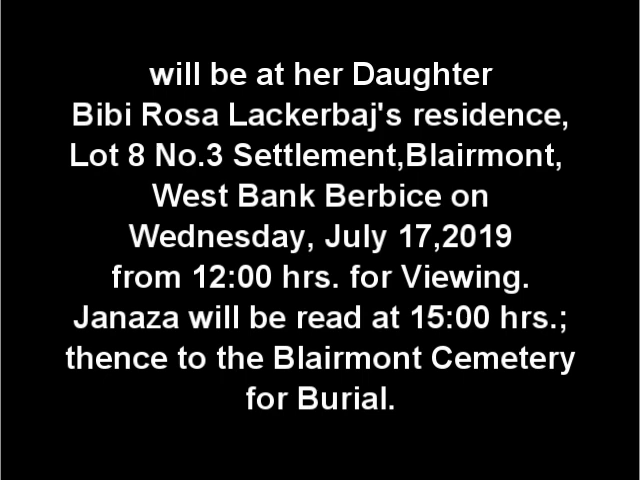 will be at her Daughter
Bibi Rosa Lackerbaj's residence,
Lot 8 No.3 Settlement,Blairmont,
West Bank Berbice on
Wednesday, July 17,2019
from 12:00 hrs. for Viewing.
Janaza will be read at 15:00 hrs.;
thence to the Blairmont Cemetery
for Burial.